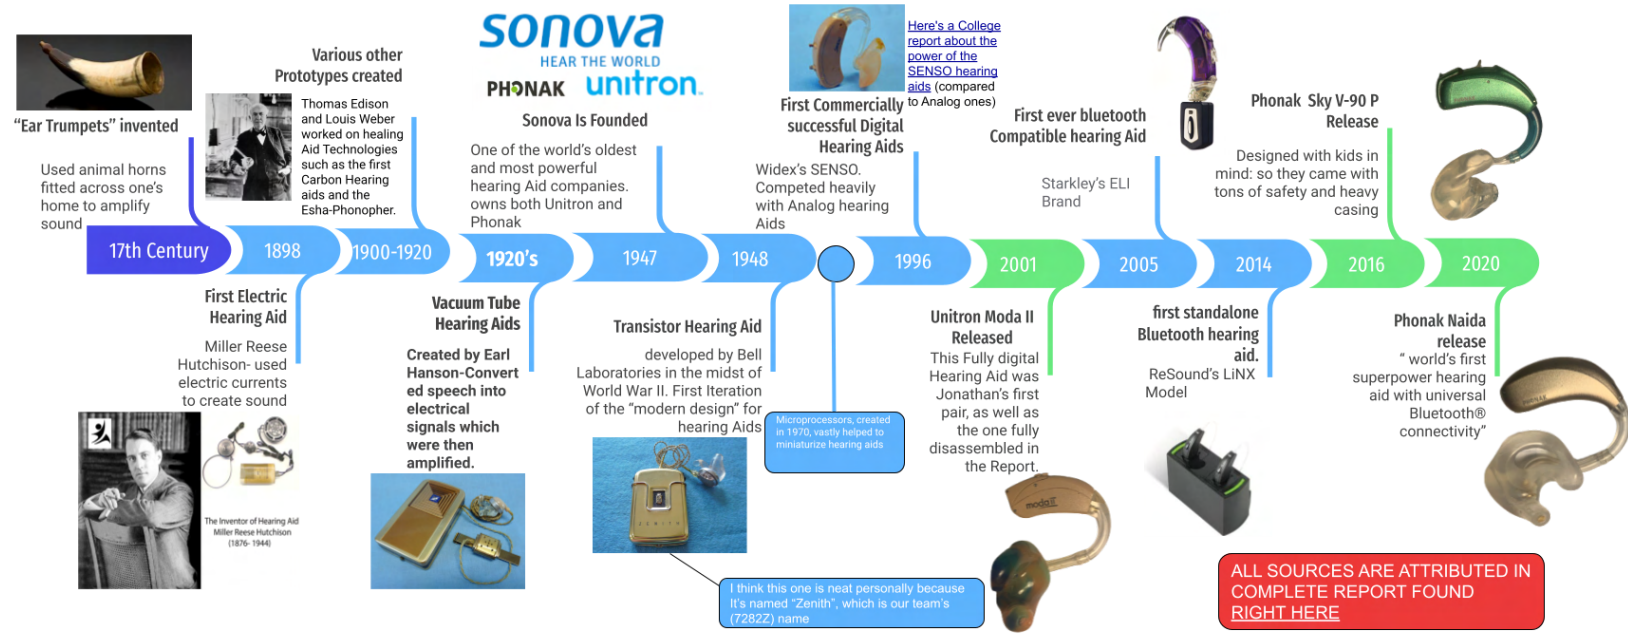 “Ear Trumpets” invented
Used animal horns
fitted across one’s
home to amplify
sound
17th Century
1898
First Electric
Hearing Aid
Miller Reese
Hutchison- used
electric currents
to create sound
The Inventor of Hearing Aid
Miller Reese Hutchison
(1876- 1944)
Various other
Prototypes created
Thomas Edison
and Louis Weber
worked on healing
Aid Technologies
such as the first
Carbon Hearing
aids and the
Esha-Phonopher.
1900-1920
1920’s
Vacuum Tube
Hearing Aids
Created by Earl
Hanson-Convert
ed speech into
electrical
signals which
were then
amplified.
sonova
HEAR THE WORLD
PHONAK
unitron
Sonova Is Founded
One of the world’s oldest
and most powerful
hearing Aid companies.
owns both Unitron and
Phonak
1947
1948
Transistor Hearing Aid
developed by Bell
Laboratories in the midst of
World War II. First Iteration
of the “modern design” for
hearing Aids
ZENITH
I think this one is neat personally because
It’s named “Zenith”, which is our team’s
(7282Z) name
Microprocessors, created
in 1970, vastly helped to
miniaturize hearing aids
Here's a College
report about the
power of the
SENSO hearing
aids (compared
to Analog ones)
First Commercially
successful Digital
Hearing Aids
Widex’s SENSO.
Competed heavily
with Analog hearing
Aids
1996
2001
Unitron Moda II
Released
This Fully digital
Hearing Aid was
Jonathan’s first
pair, as well as
the one fully
disassembled in
the Report.
moda II
First ever bluetooth
Compatible hearing Aid
Starkley’s ELI
Brand
2005
2014
first standalone
Bluetooth hearing
aid.
ReSound’s LiNX
Model
Phonak Sky V-90 P
Release
Designed with kids in
mind: so they came with
tons of safety and heavy
casing
2016
2020
Phonak Naida
release
“ world’s first
superpower hearing
aid with universal
Bluetooth®
connectivity”
ALL SOURCES ARE ATTRIBUTED IN
COMPLETE REPORT FOUND
RIGHT HERE